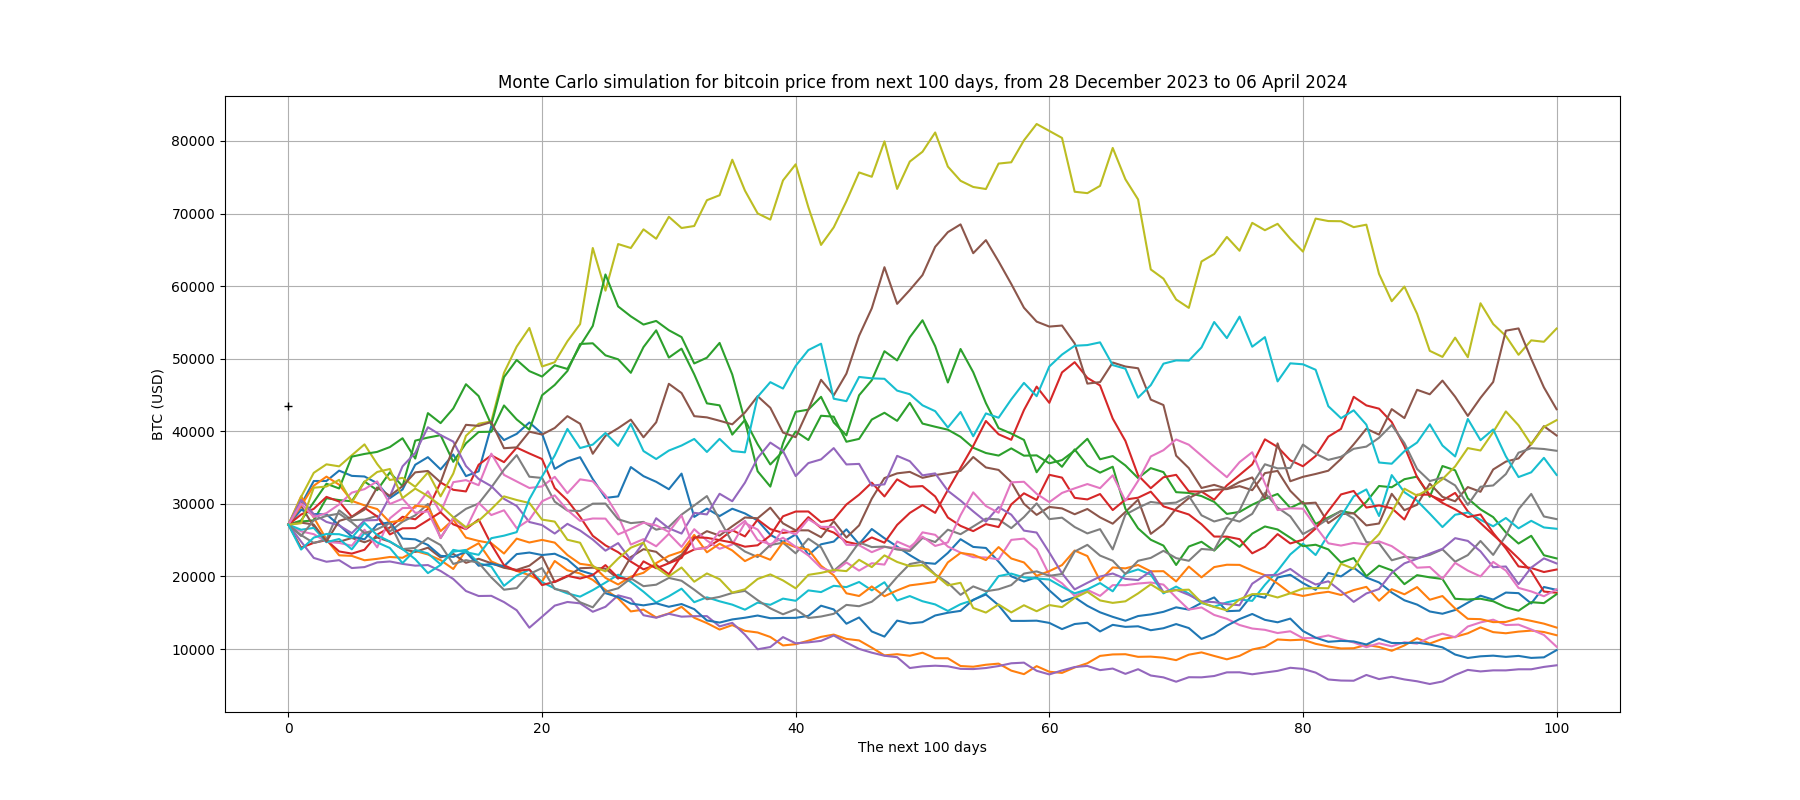 Monte Carlo simulation for bitcoin price from next 100 days, from 28 December 2023 to 06 April 2024
80000
70000
60000
50000
40000
30000
20000
10000
BTC (USD)
0 20 40 60 80 100
The next 100 days